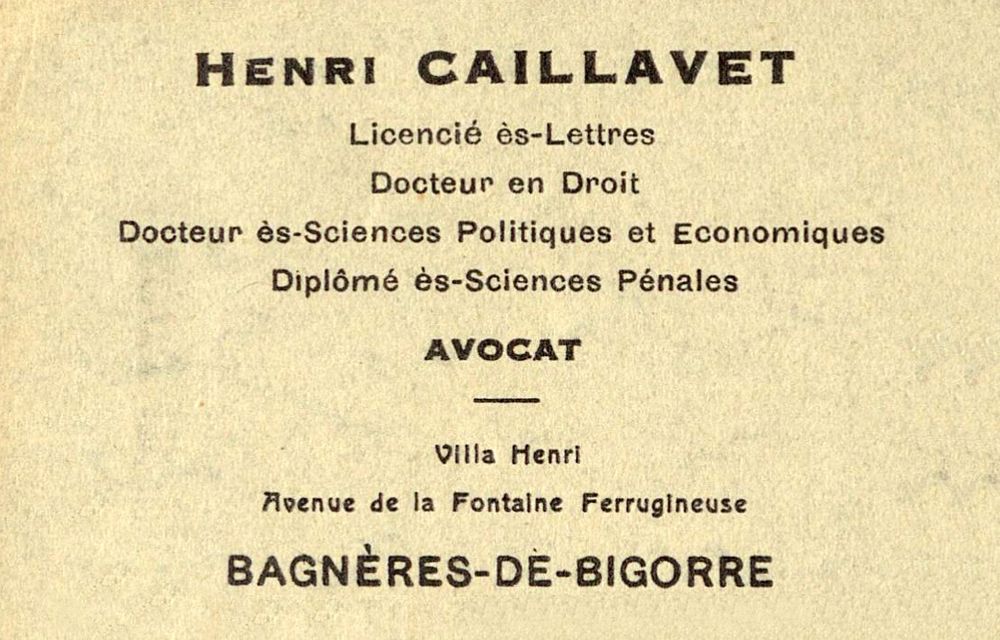 HENRI CAILLAVET
Licencié ès-Lettres
Docteur en Droit
Docteur ès-Sciences Politiques et Economiques
Diplômé ès-Sciences Pénales
AVOCAT
Villa Henri
Avenue de la Fontaine Ferrugineuse
BAGNÈRES-DE-BIGORRE